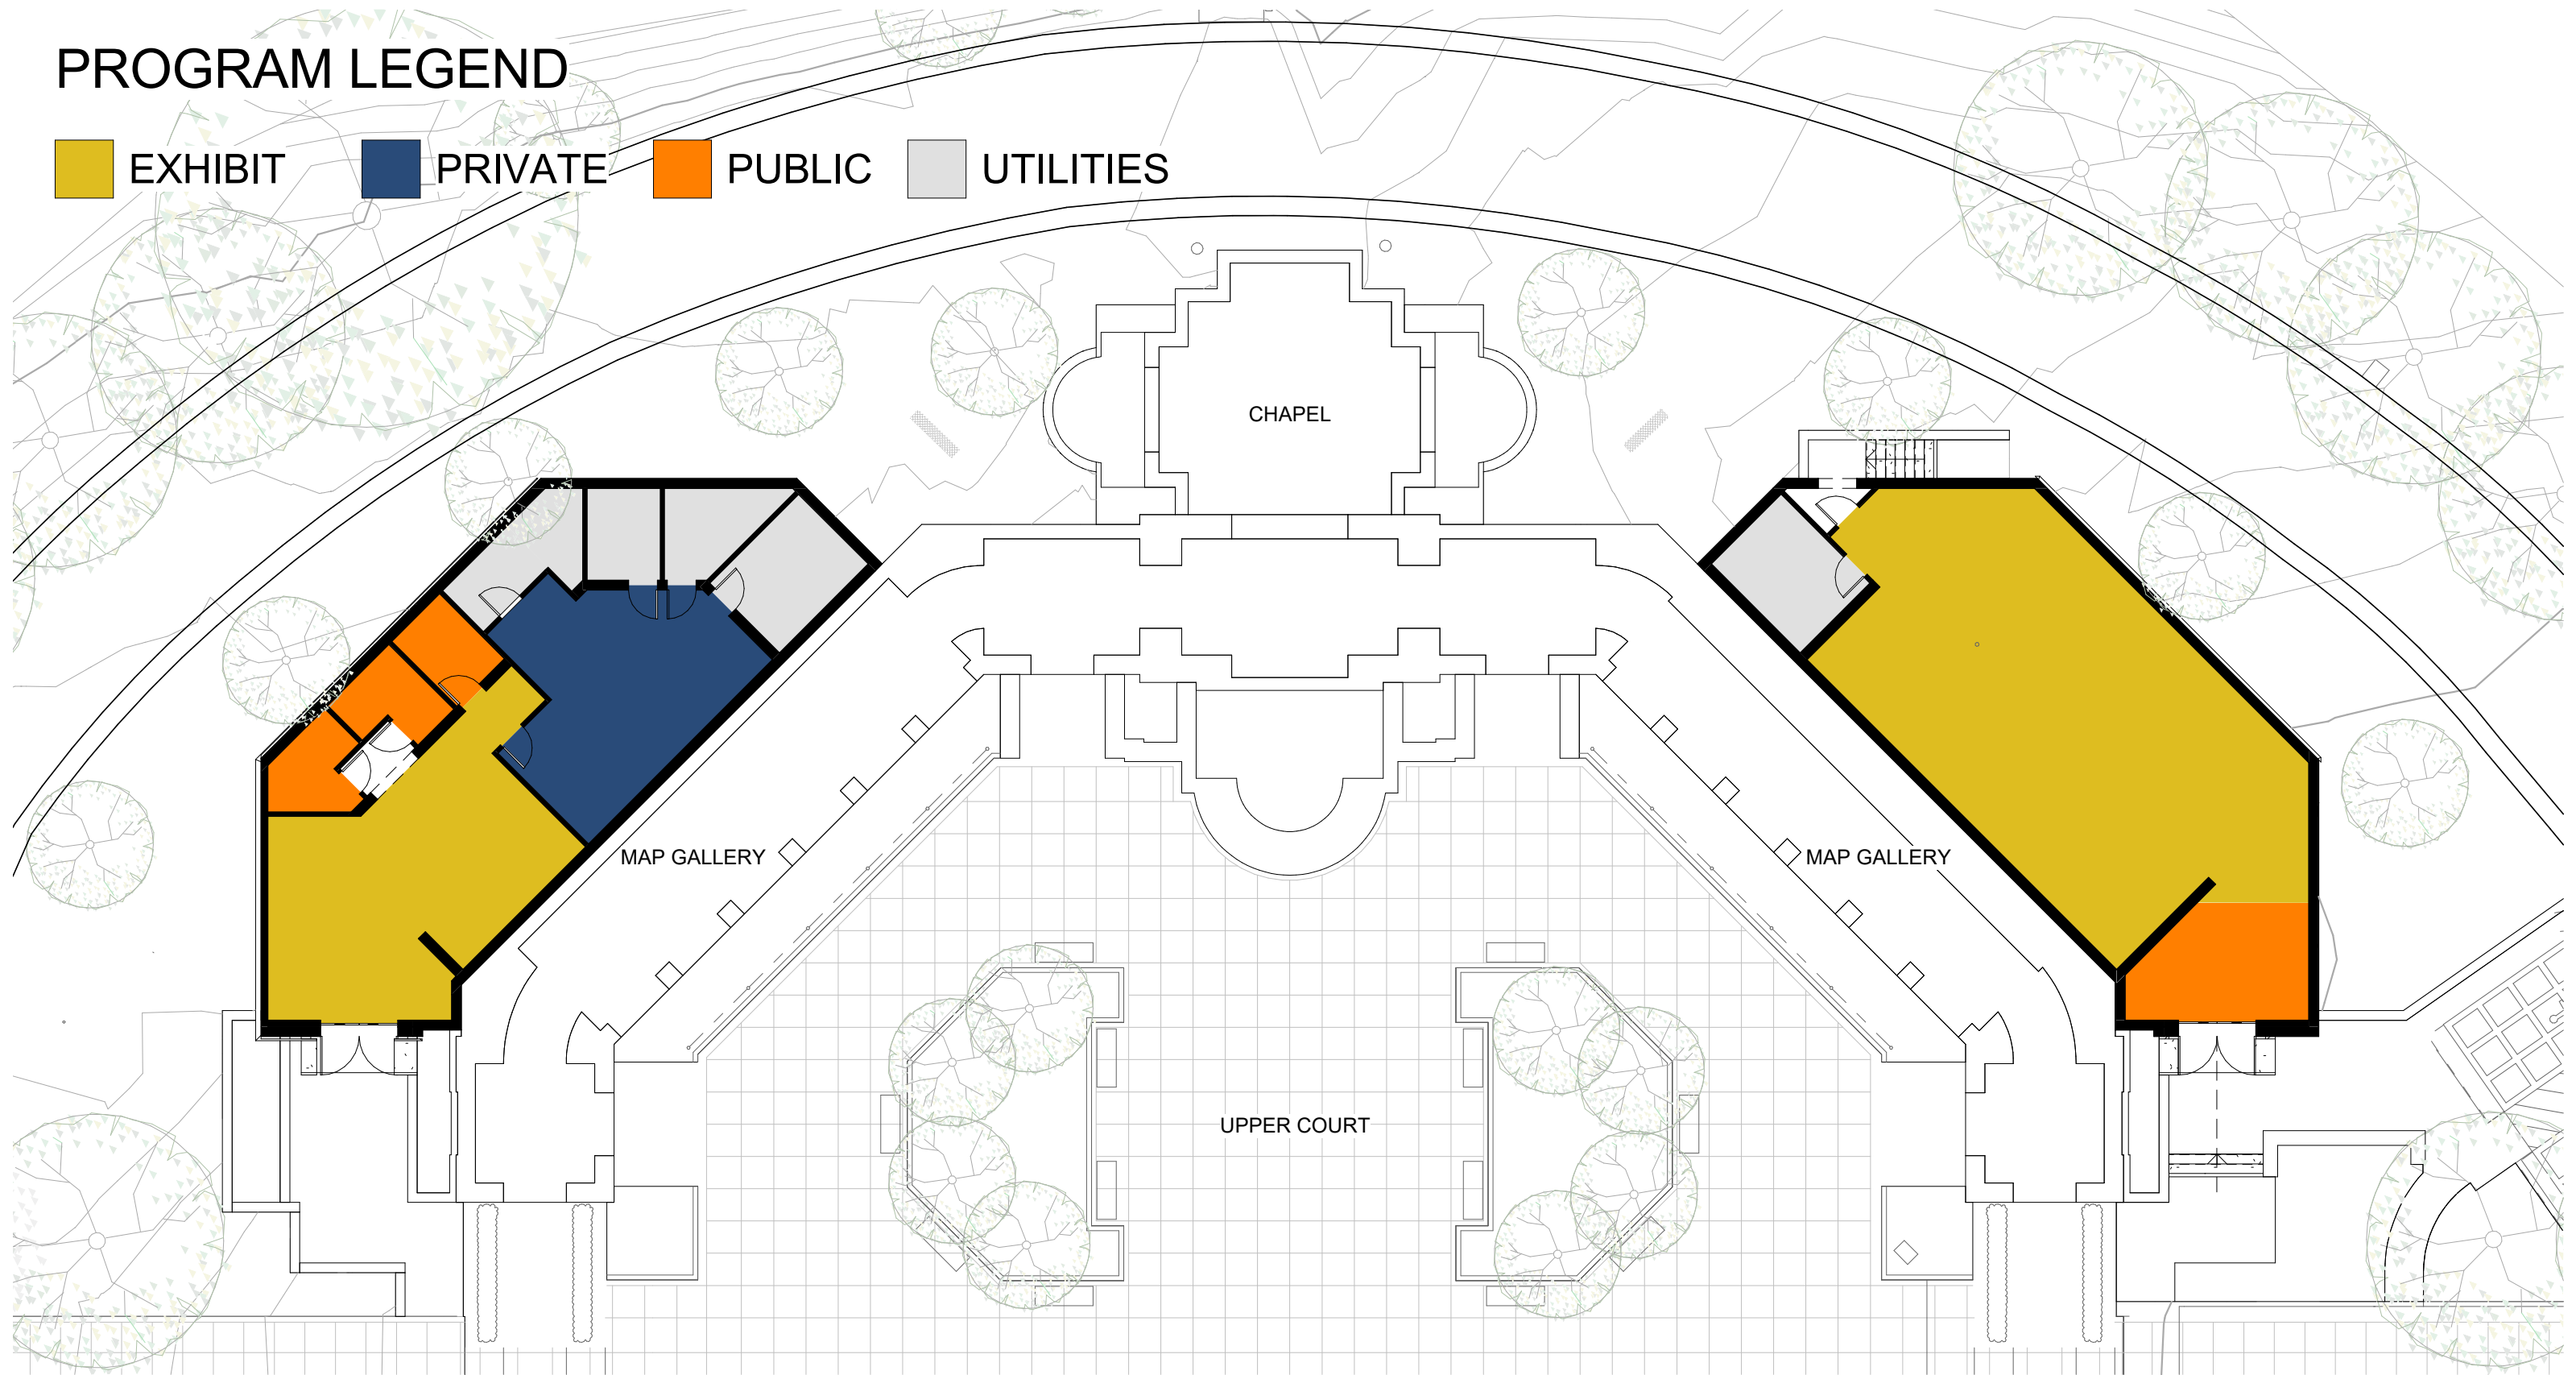 PROGRAM LEGEND
EXHIBIT PRIVATE PUBLIC UTILITIES
CHAPEL
MAP GALLERY MAP GALLERY
UPPER COURT